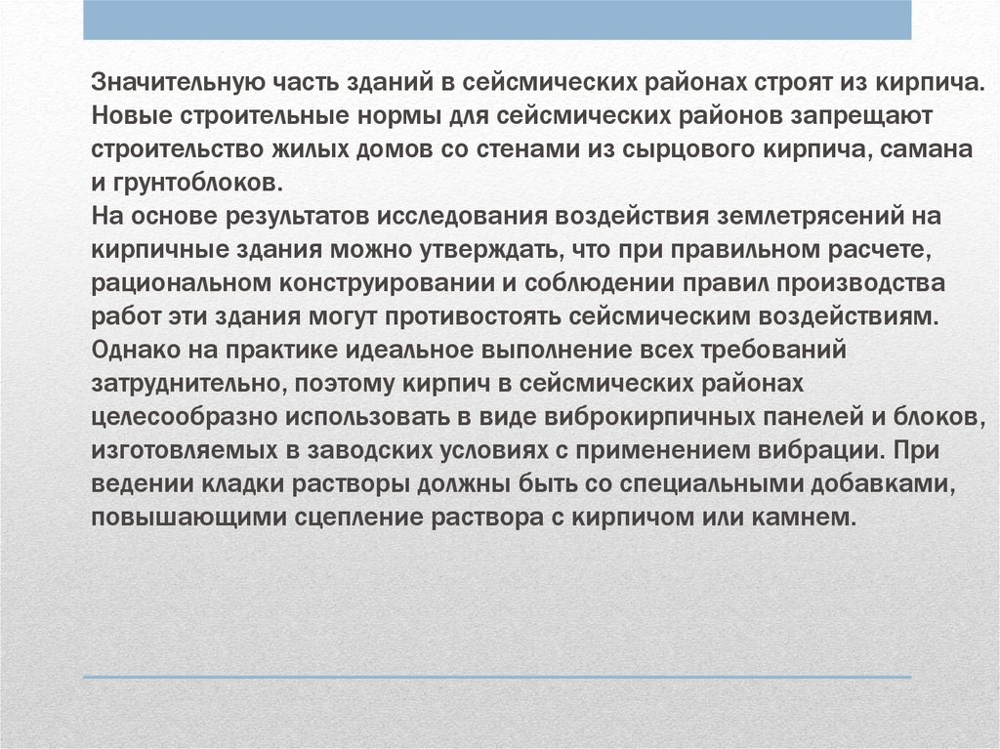 Значительную часть зданий в сейсмических районах строят из кирпича.
Новые строительные нормы для сейсмических районов запрещают
строительство жилых домов со стенами из сырцового кирпича, самана
и грунтоблоков.
На основе результатов исследования воздействия землетрясений на
кирпичные здания можно утверждать, что при правильном расчете,
рациональном конструировании и соблюдении правил производства
работ эти здания могут противостоять сейсмическим воздействиям.
Однако на практике идеальное выполнение всех требований
затруднительно, поэтому кирпич в сейсмических районах
целесообразно использовать в виде виброкирпичных панелей и блоков,
изготовляемых в заводских условиях с применением вибрации. При
ведении кладки растворы должны быть со специальными добавками,
повышающими сцепление раствора с кирпичом или камнем.